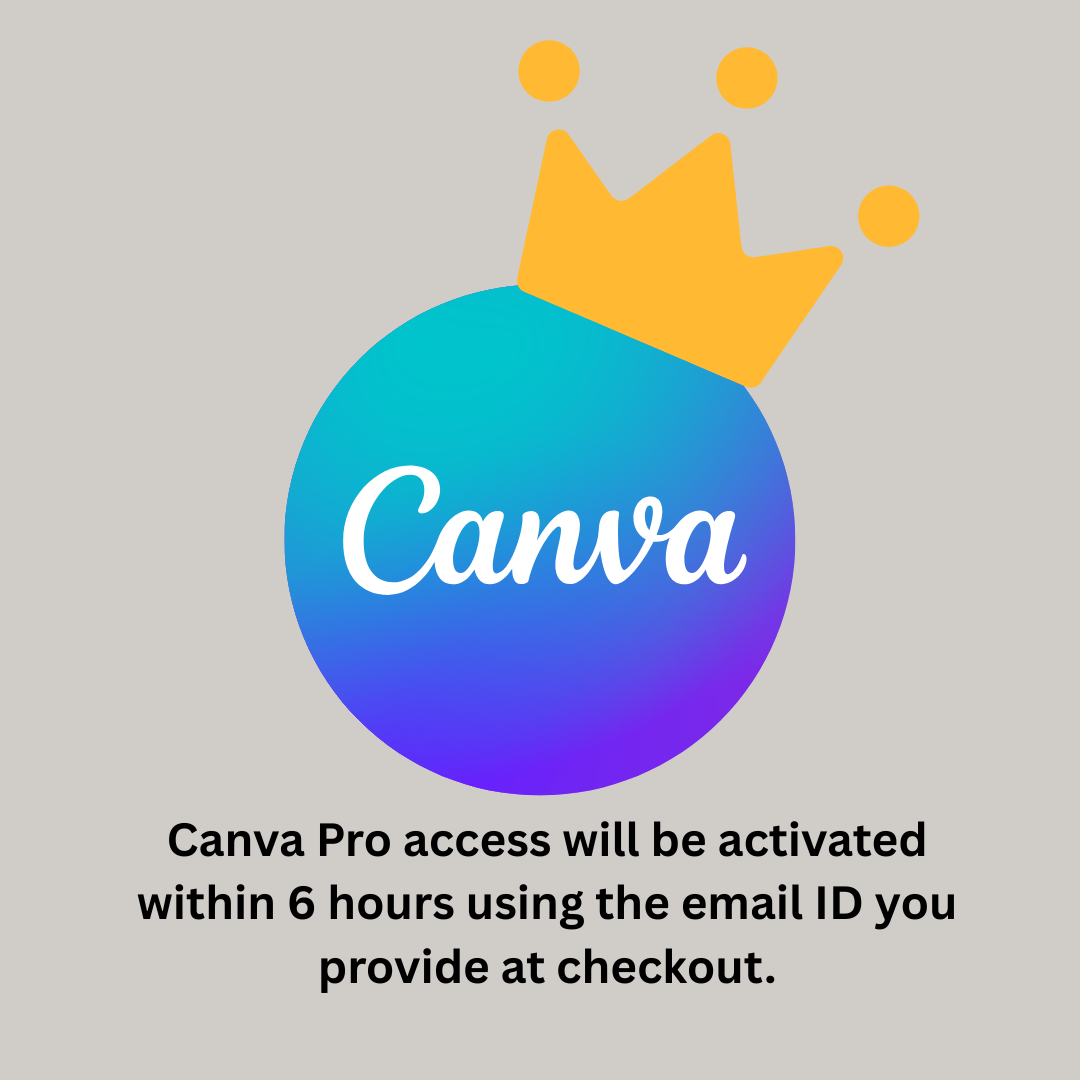 Canva
Canva Pro access will be activated
within 6 hours using the email ID you
provide at checkout.